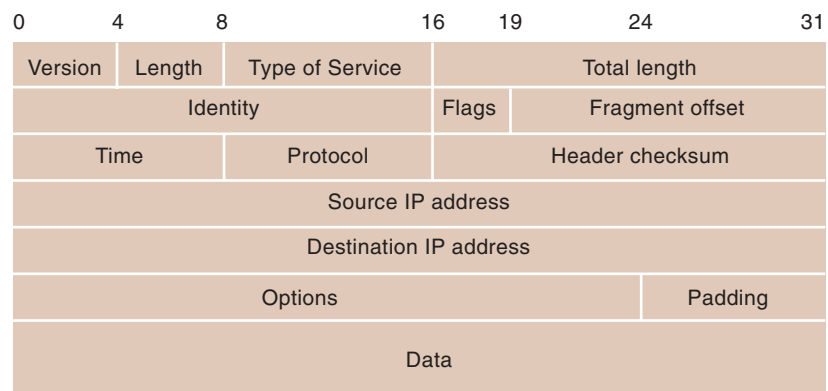 0 4 8 16 19 24 31
Version Length Type of Service Total length
Identity Flags Fragment offset
Time Protocol Header checksum
Source IP address
Destination IP address
Options Padding
Data